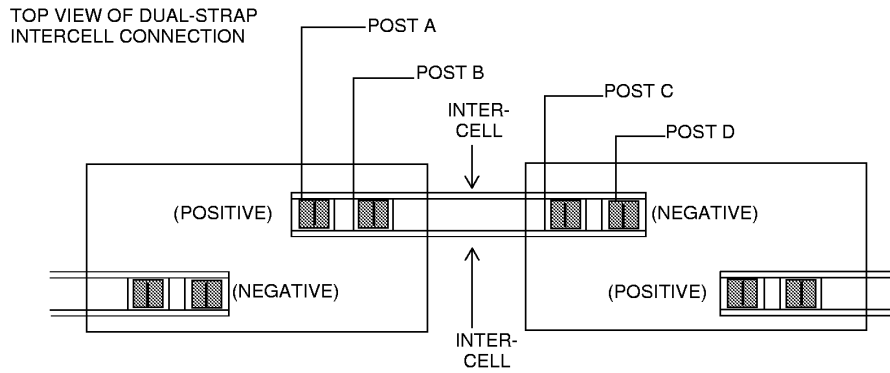 TOP VIEW OF DUAL-STRAP
INTERCELL CONNECTION
POST A
POST B
POST C
POST D
INTER-
CELL
(POSITIVE)
(NEGATIVE)
(NEGATIVE)
(POSITIVE)
INTER-
CELL